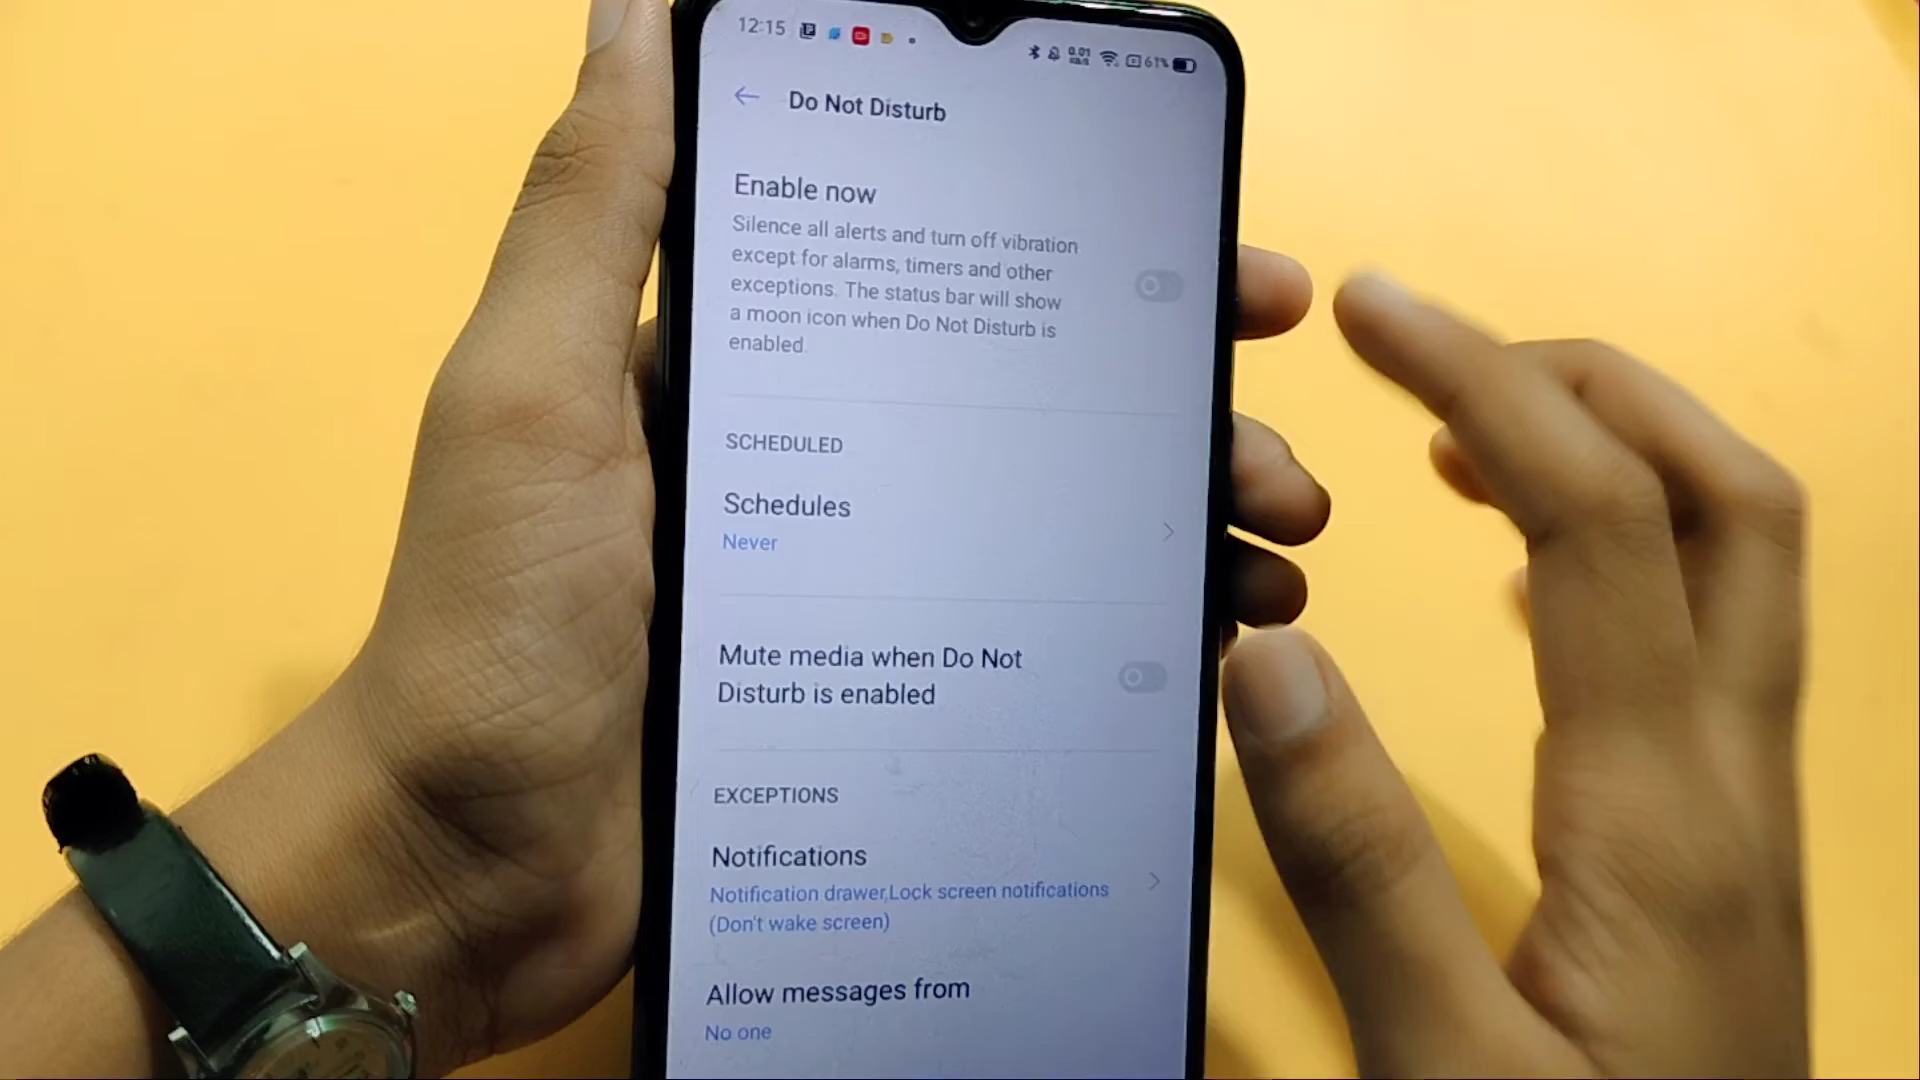 12:15
0.01
KB/s
61%
Do Not Disturb
Enable now
Silence all alerts and turn off vibration
except for alarms, timers and other
exceptions. The status bar will show
a moon icon when Do Not Disturb is
enabled.
SCHEDULED
Schedules
Never
Mute media when Do Not
Disturb is enabled
EXCEPTIONS
Notifications
Notification drawer,Lock screen notifications
(Don't wake screen)
Allow messages from
No one